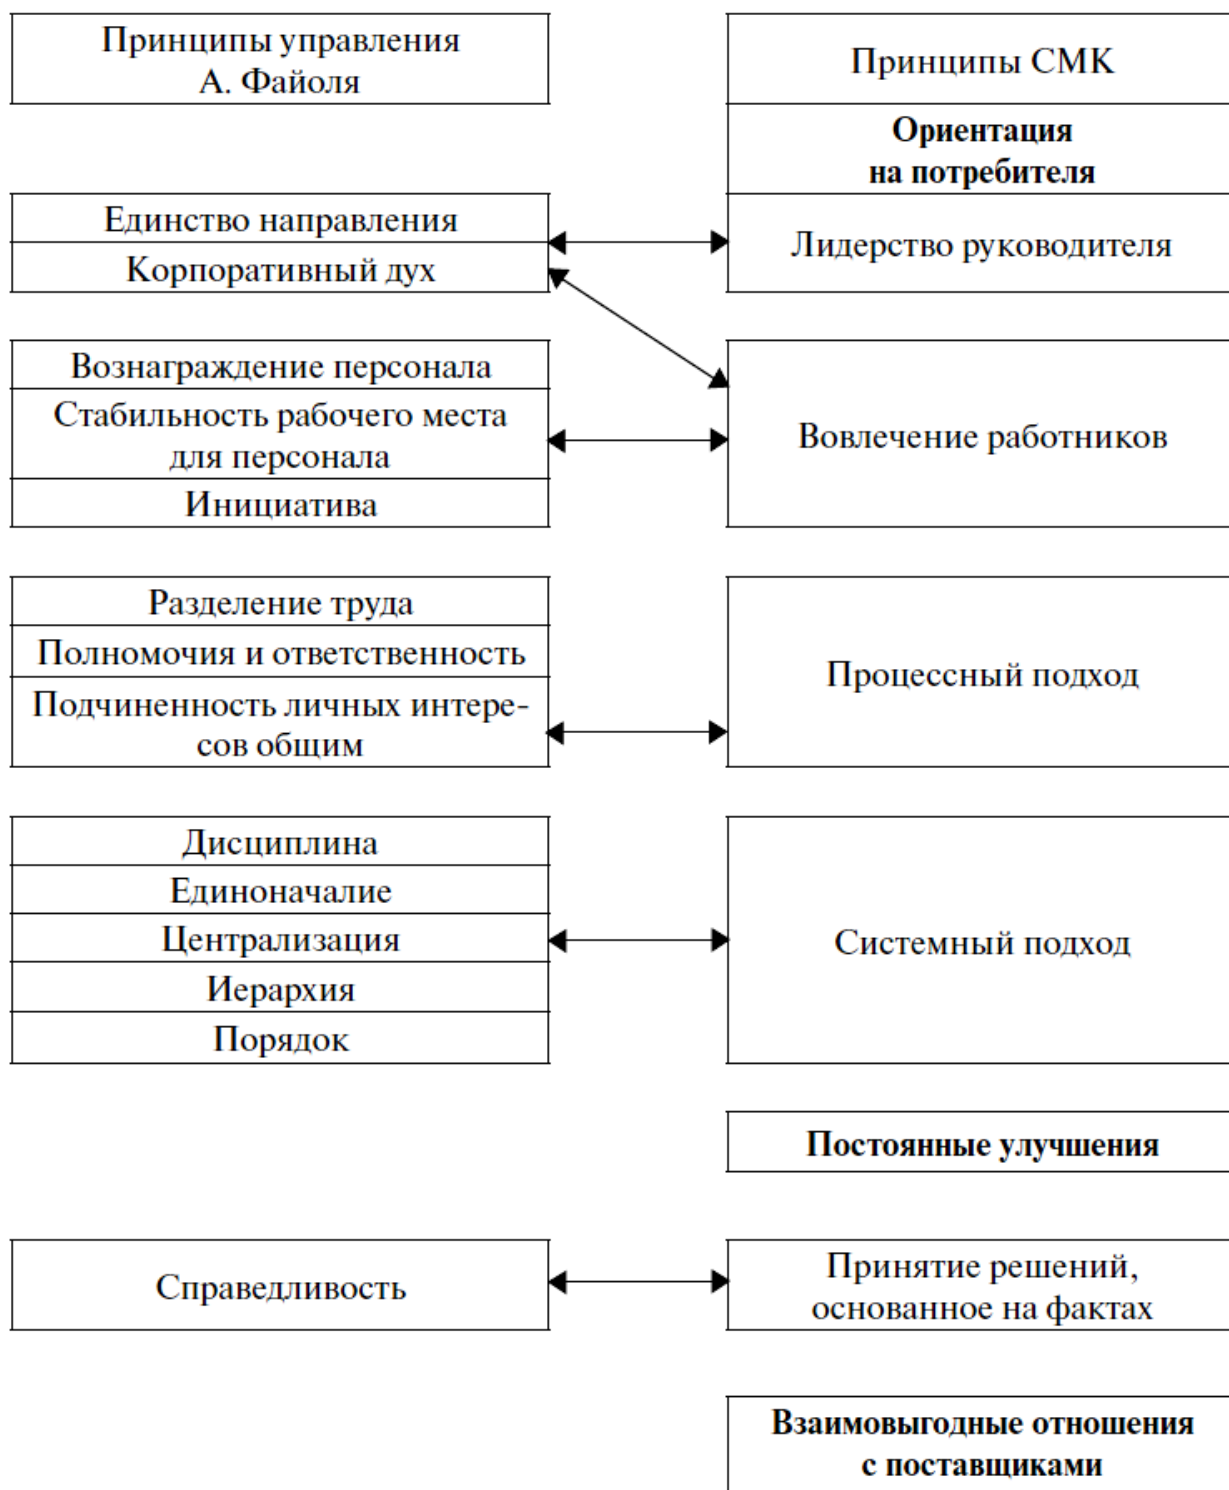 Принципы управления
А. Файоля
Принципы СМК
Ориентация
на потребителя
Единство направления
Корпоративный дух
Лидерство руководителя
Вознаграждение персонала
Стабильность рабочего места
для персонала
Инициатива
Вовлечение работников
Разделение труда
Полномочия и ответственность
Подчиненность личных интере-
сов общим
Процессный подход
Дисциплина
Единоначалие
Централизация
Иерархия
Порядок
Системный подход
Постоянные улучшения
Справедливость
Принятие решений,
основанное на фактах
Взаимовыгодные отношения
с поставщиками